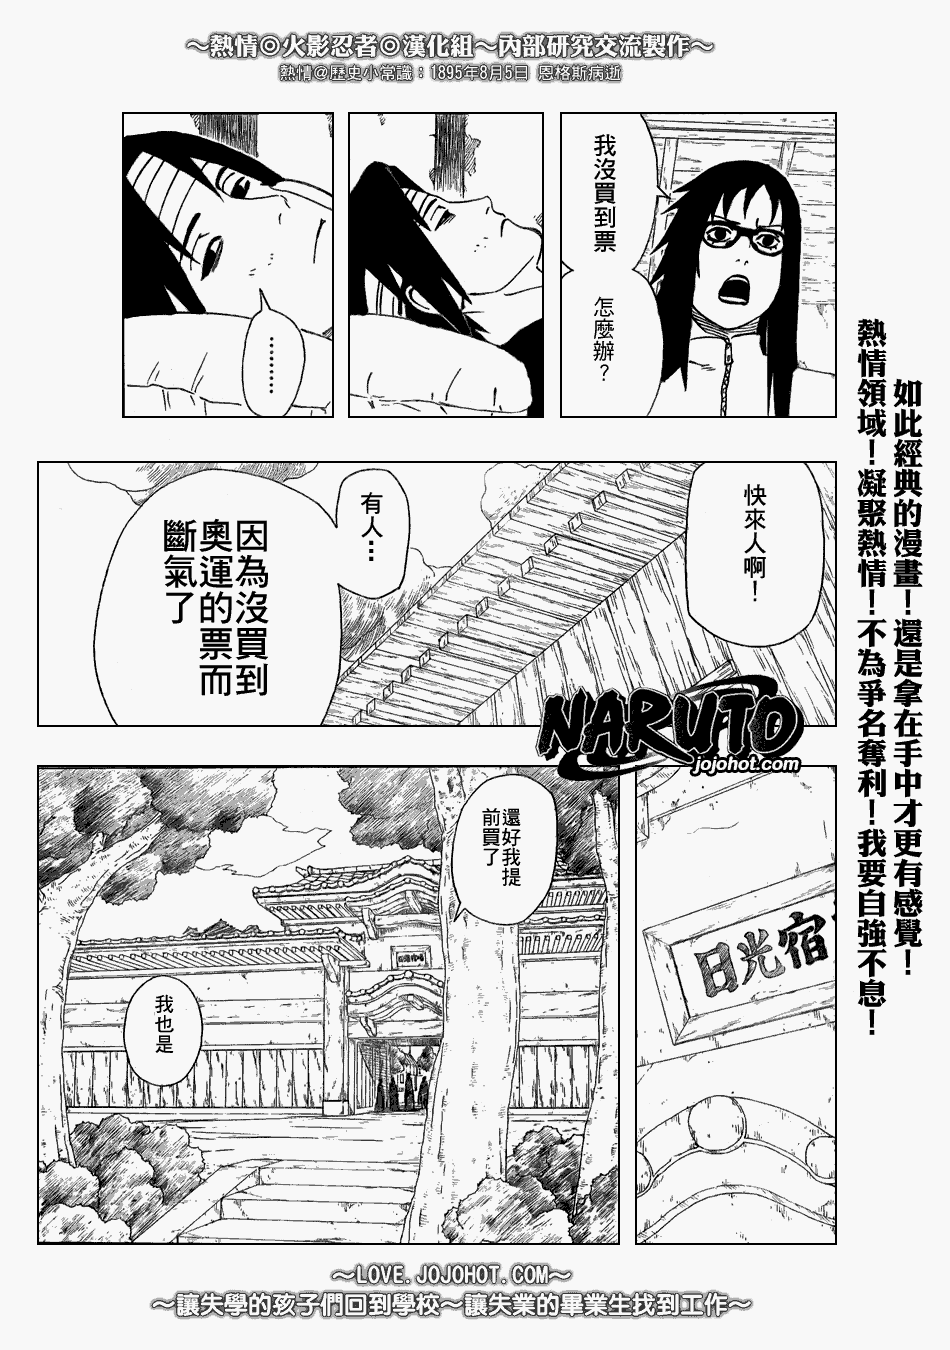 ～熱情◎火影忍者◎漢化組～內部研究交流製作～
熱情@歷史小常識：1895年8月5日 恩格斯病逝
我沒買到票
怎麼辦？
………
快來人啊！
有人…
因為沒買到
奧運的票而
斷氣了
NARUTO
jojohot.com
日光宿
還好我提
前買了
我也是
如此經典的漫畫！還是拿在手中才更有感覺！
熱情領域！凝聚熱情！不為爭名奪利！我要自強不息！
～LOVE.JOJOHOT.COM～
～讓失學的孩子們回到學校～讓失業的畢業生找到工作～